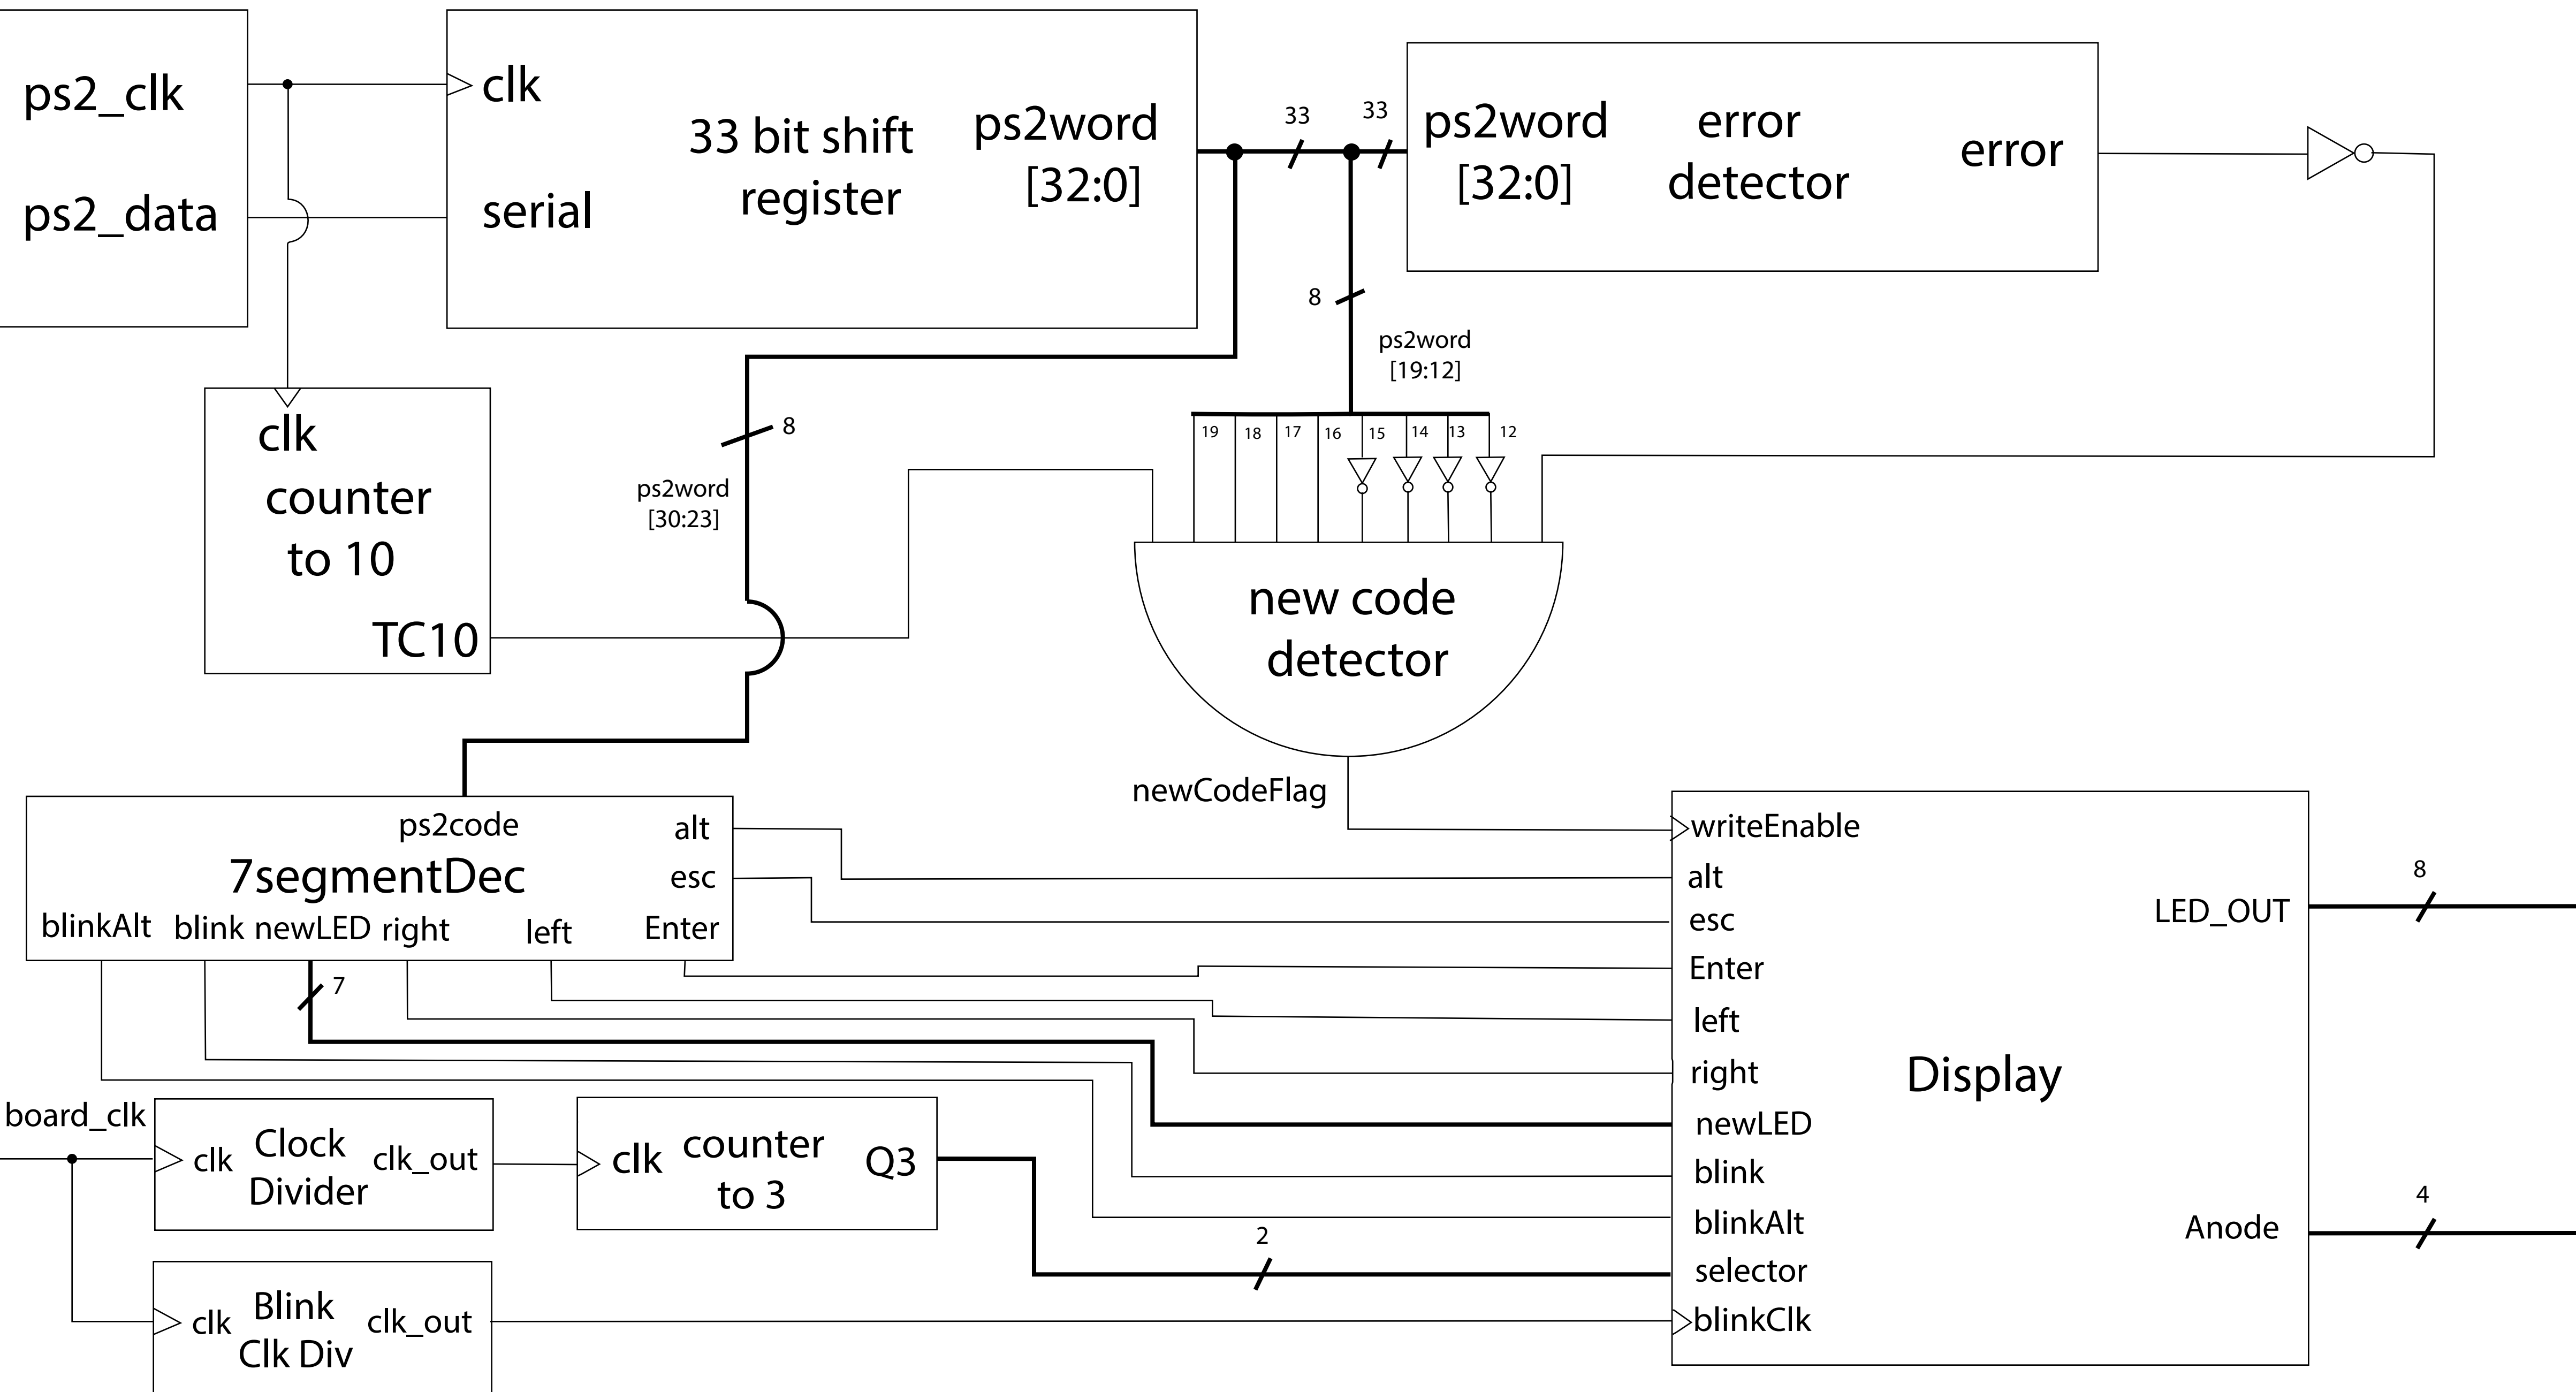 ps2_clk
ps2_data
clk
serial
33 bit shift
register
ps2word
[32:0]
33
33
ps2word
[32:0]
error
detector
error
8
ps2word
[19:12]
19
18
17
16
15
14
13
12
clk
counter
to 10
TC10
8
ps2word
[30:23]
new code
detector
newCodeFlag
ps2code
7segmentDec
alt
esc
blinkAlt
blink
newLED
right
left
Enter
7
board_clk
clk
Clock
Divider
clk_out
clk
counter
to 3
Q3
2
clk
Blink
Clk Div
clk_out
writeEnable
alt
esc
Enter
left
right
newLED
blink
blinkAlt
selector
blinkClk
Display
LED_OUT
8
Anode
4